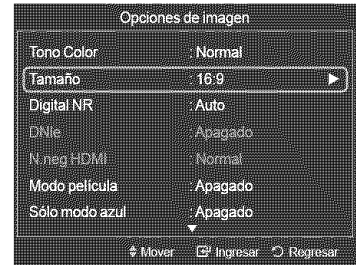 Opciones de imagen
Tono Color : Normal
Tamaño : 16:9
Digital NR : Auto
DNIe : Apagado
N.neg HDMI : Normal
Modo película : Apagado
Sólo modo azul : Apagado
Mover Ingresar Regresar